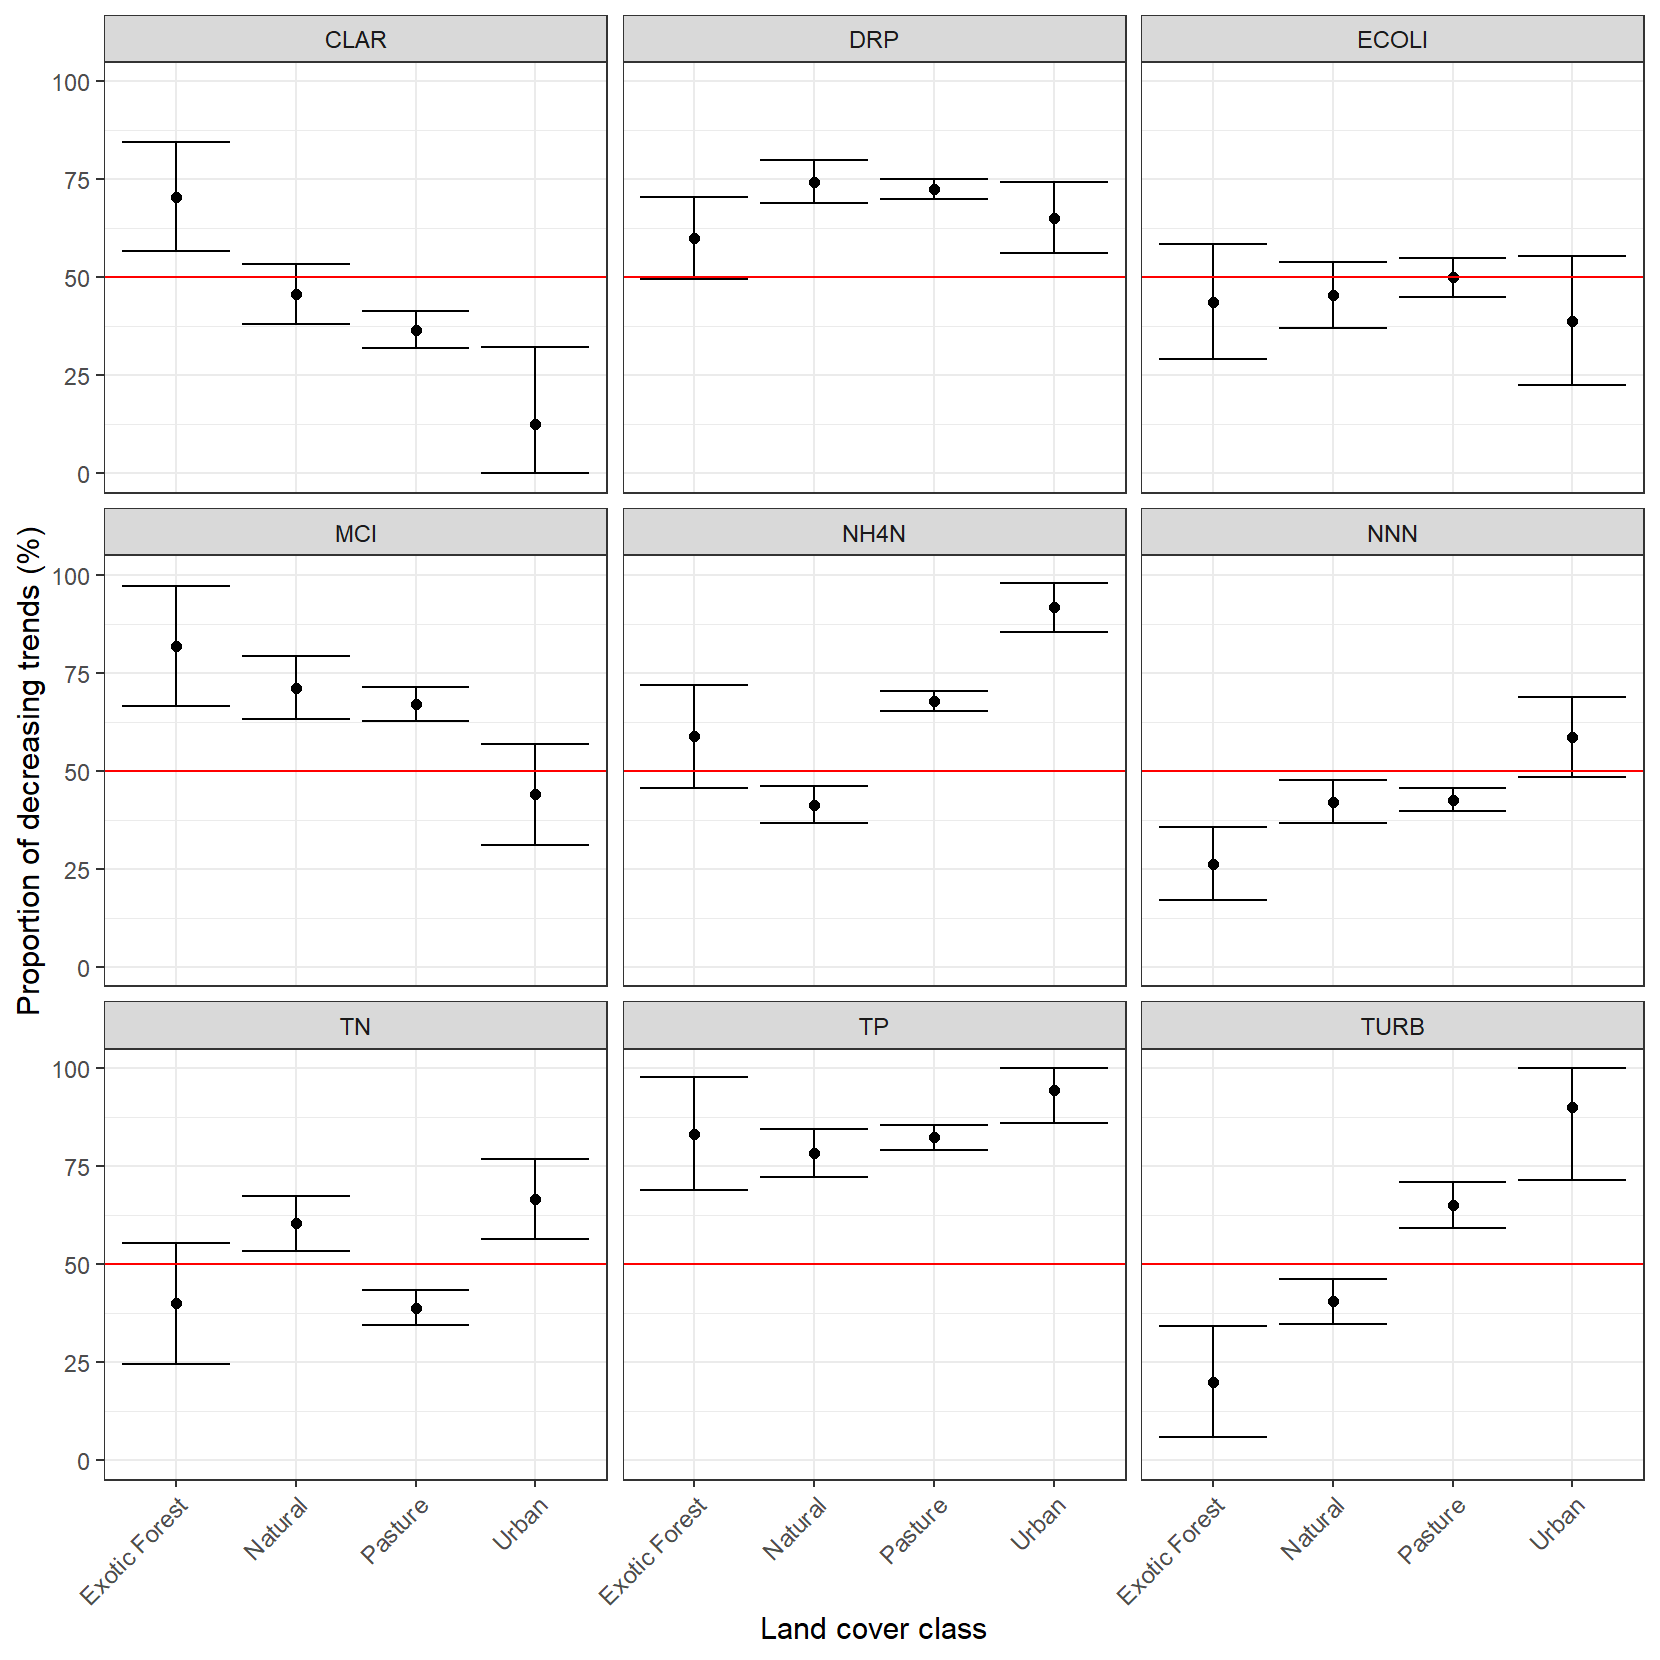 CLAR DRP ECOLI
100
75
50
25
0
MCI NH4N NNN
100
75
50
25
0
TN TP TURB
100
75
50
25
0
Proportion of decreasing trends (%)
Exotic Forest Natural Pasture Urban Exotic Forest Natural Pasture Urban Exotic Forest Natural Pasture Urban
Land cover class